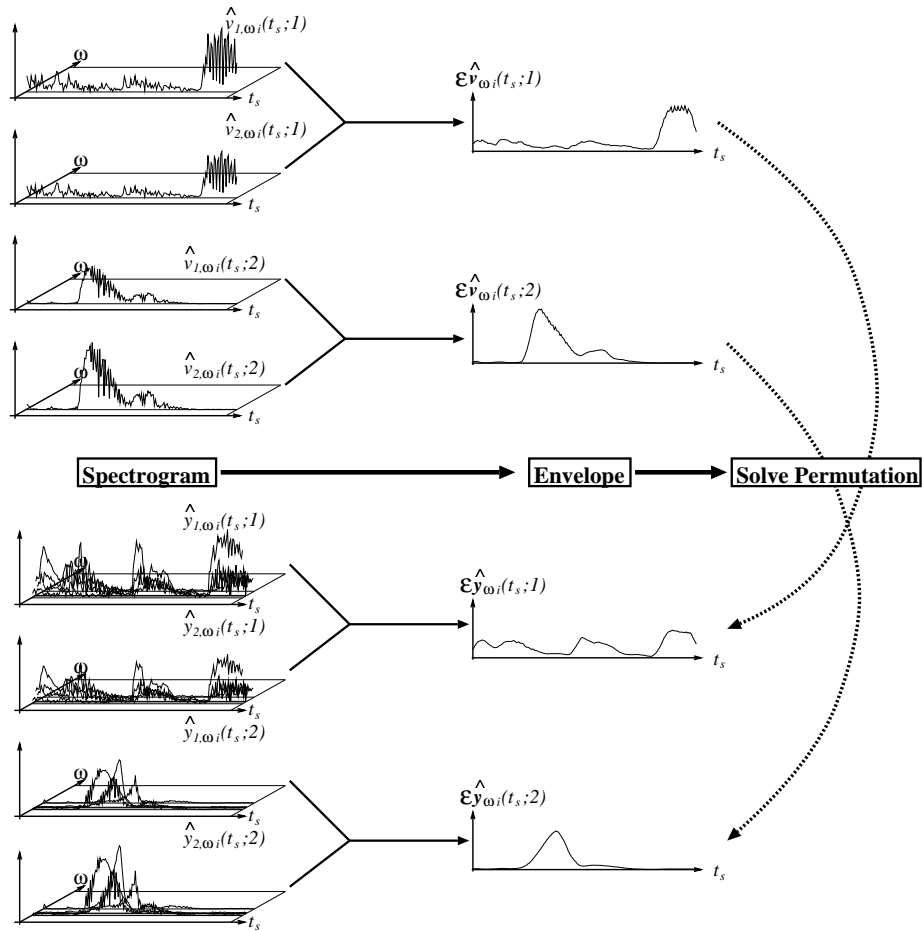 v̂1,ωi(ts;1)
ω
ts
v̂2,ωi(ts;1)
ω
ts
εv̂ωi(ts;1)
ts
v̂1,ωi(ts;2)
ω
ts
v̂2,ωi(ts;2)
ω
ts
εv̂ωi(ts;2)
ts
Spectrogram
Envelope
Solve Permutation
ŷ1,ωi(ts;1)
ω
ts
ŷ2,ωi(ts;1)
ω
ts
εŷωi(ts;1)
ts
ŷ1,ωi(ts;2)
ω
ts
ŷ2,ωi(ts;2)
ω
ts
εŷωi(ts;2)
ts